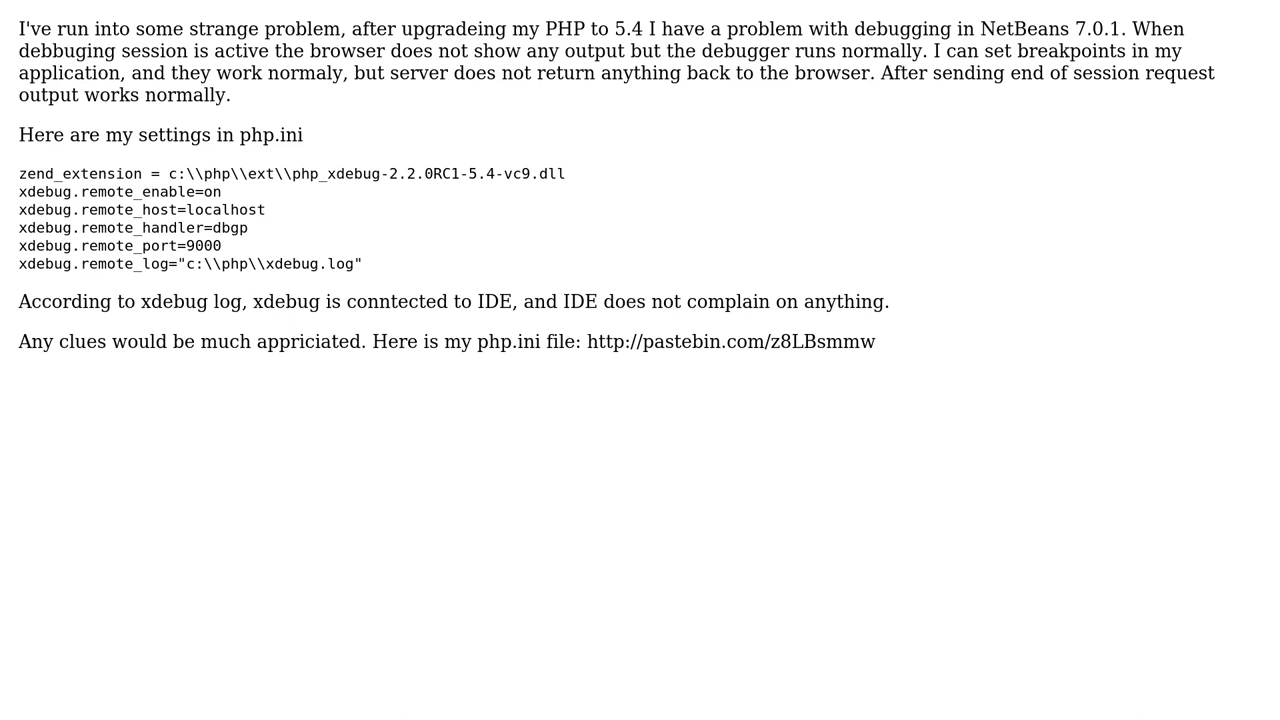 I've run into some strange problem, after upgradeing my PHP to 5.4 I have a problem with debugging in NetBeans 7.0.1. When
debbuging session is active the browser does not show any output but the debugger runs normally. I can set breakpoints in my
application, and they work normaly, but server does not return anything back to the browser. After sending end of session request
output works normally.
Here are my settings in php.ini
zend_extension = c:\\php\\ext\\php_xdebug-2.2.0RC1-5.4-vc9.dll
xdebug.remote_enable=on
xdebug.remote_host=localhost
xdebug.remote_handler=dbgp
xdebug.remote_port=9000
xdebug.remote_log="c:\\php\\xdebug.log"
According to xdebug log, xdebug is conntected to IDE, and IDE does not complain on anything.
Any clues would be much appriciated. Here is my php.ini file: http://pastebin.com/z8LBsmmw